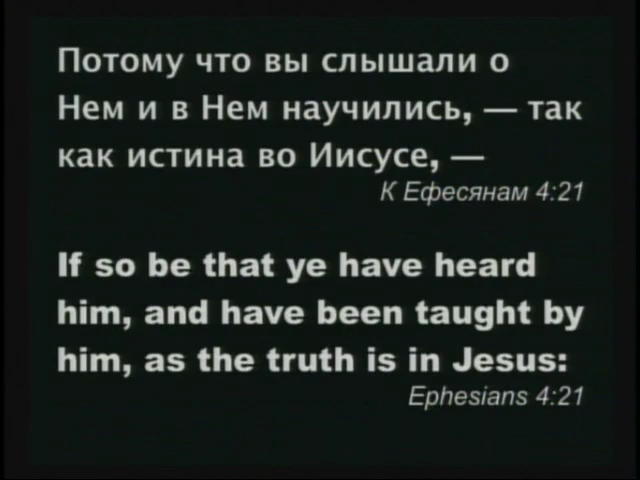 Потому что вы слышали о
Нем и в Нем научились, — так
как истина во Иисусе, —
К Ефесянам 4:21
If so be that ye have heard
him, and have been taught by
him, as the truth is in Jesus:
Ephesians 4:21